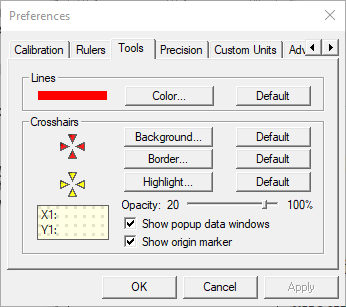 Preferences
Calibration Rulers Tools Precision Custom Units
Lines
Color... Default
Crosshairs
Background... Default
Border... Default
Highlight... Default
X1:
Y1:
Opacity: 20 100%
Show popup data windows
Show origin marker
OK Cancel Apply